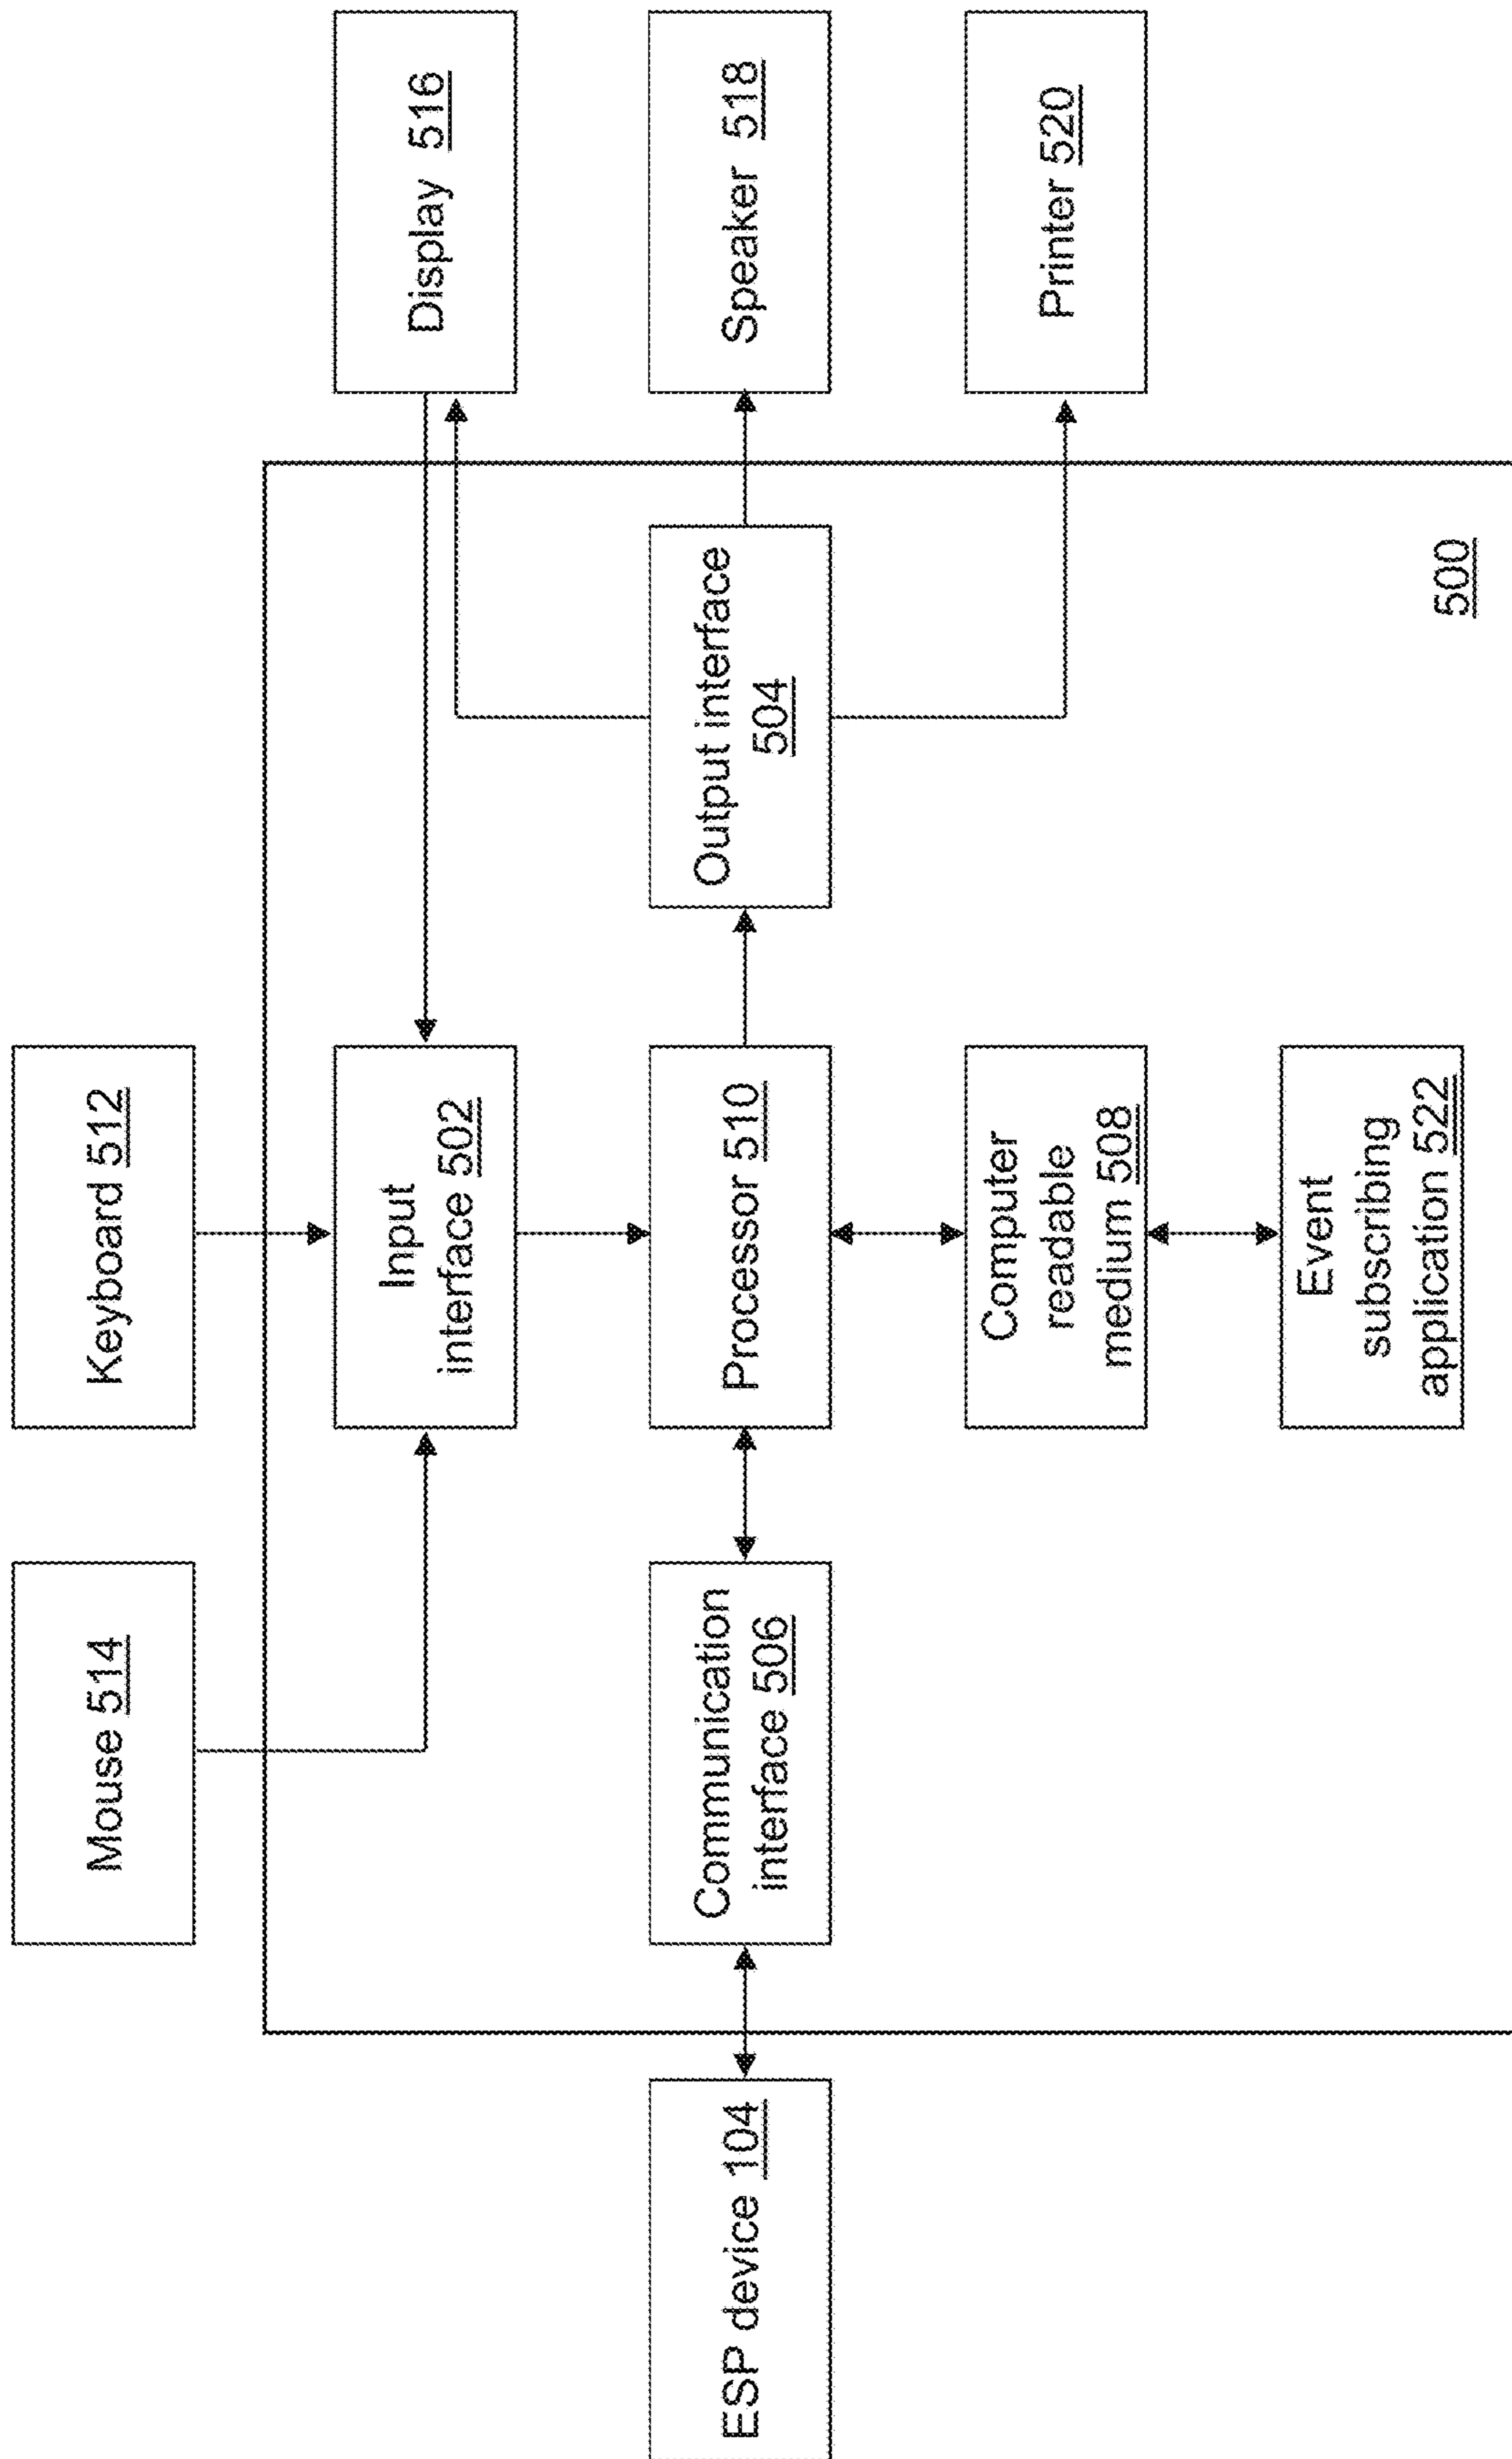 Mouse 514
Keyboard 512
Input
interface 502
Display 516
ESP device 104
Communication
interface 506
Processor 510
Output interface
504
Speaker 518
Computer
readable
medium 508
Printer 520
Event
subscribing
application 522
500